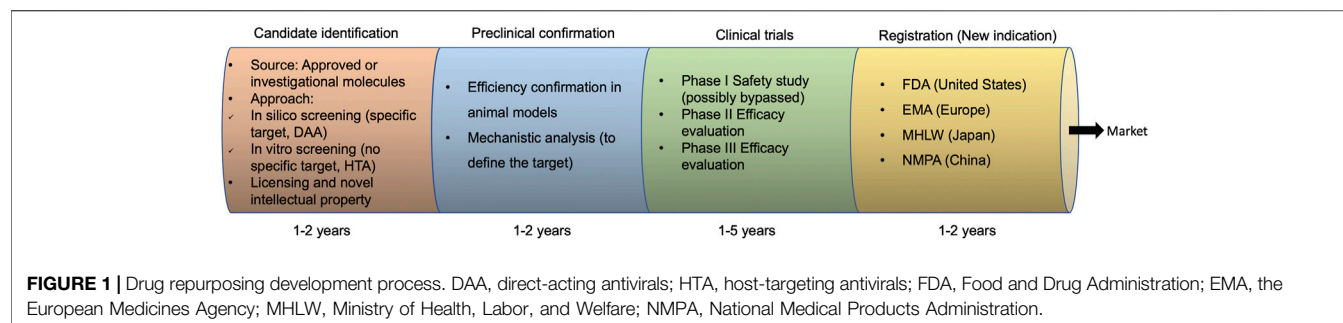 Candidate identification
• Source: Approved or
investigational molecules
• Approach:
✓ In silico screening (specific
target, DAA)
✓ In vitro screening (no
specific target, HTA)
• Licensing and novel
intellectual property
1-2 years
Preclinical confirmation
• Efficiency confirmation in
animal models
• Mechanistic analysis (to
define the target)
1-2 years
Clinical trials
• Phase I Safety study
(possibly bypassed)
• Phase II Efficacy
evaluation
• Phase III Efficacy
evaluation
1-5 years
Registration (New indication)
• FDA (United States)
• EMA (Europe)
• MHLW (Japan)
• NMPA (China)
1-2 years
Market
FIGURE 1 | Drug repurposing development process. DAA, direct-acting antivirals; HTA, host-targeting antivirals; FDA, Food and Drug Administration; EMA, the
European Medicines Agency; MHLW, Ministry of Health, Labor, and Welfare; NMPA, National Medical Products Administration.